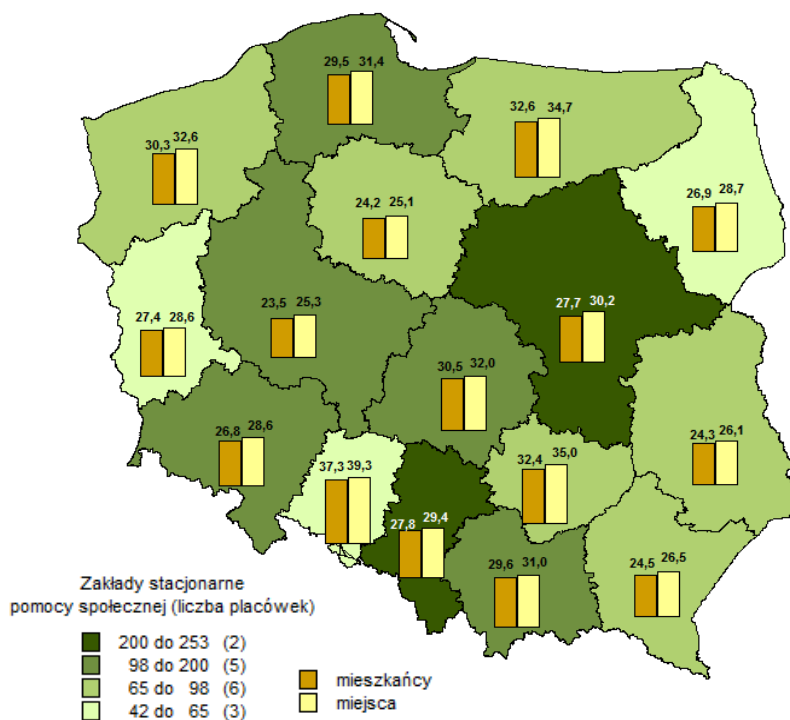 29,5 31,4
32,6 34,7
30,3 32,6
26,9 28,7
24,2 25,1
27,4 28,6
23,5 25,3
27,7 30,2
30,5 32,0
26,8 28,6
24,3 26,1
32,4 35,0
37,3 39,3
27,8 29,4
29,6 31,0
24,5 26,5
Zakłady stacjonarne
pomocy społecznej (liczba placówek)
200 do 253 (2)
98 do 200 (5)
65 do 98 (6)
42 do 65 (3)
mieszkańcy
miejsca